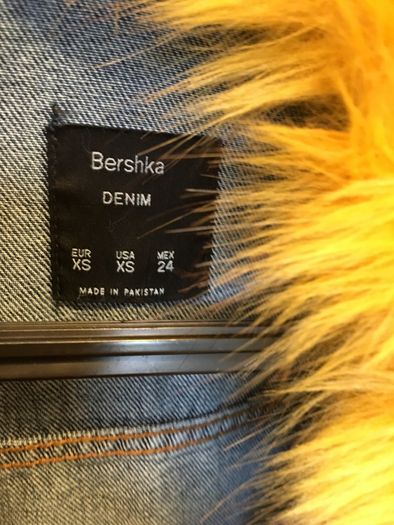 Bershka
DENIM
EUR USA MEX
XS XS 24
MADE IN PAKISTAN